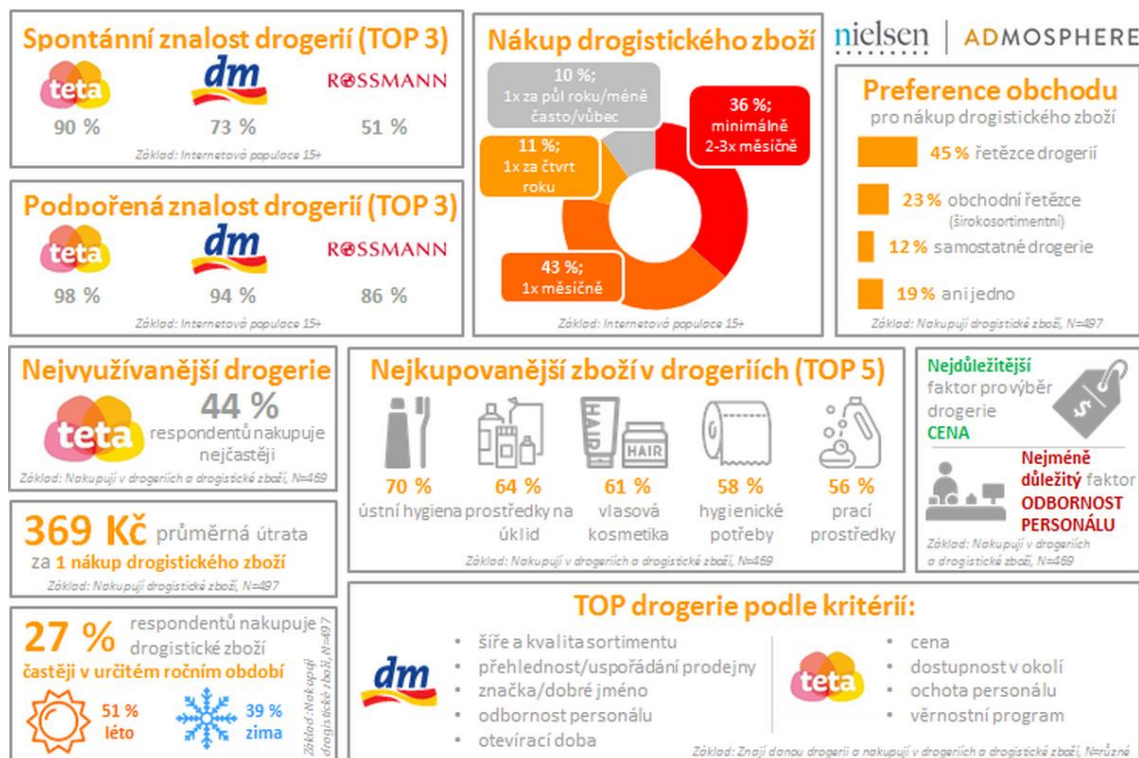 Spontánní znalost drogerií (TOP 3)
teta
dm
ROSSMANN
90 %
73 %
51 %
Základ: Internetová populace 15+
Podpořená znalost drogerií (TOP 3)
teta
dm
ROSSMANN
98 %
94 %
86 %
Základ: Internetová populace 15+
Nákup drogistického zboží
10 %;
1x za půl roku/méně
často/vůbec
36 %;
minimálně
2-3x měsíčně
11 %;
1x za čtvrt
roku
43 %;
1x měsíčně
Základ: Internetová populace 15+
nielsen
ADMOSPHERE
Preference obchodu
pro nákup drogistického zboží
45 % řetězce drogerií
23 % obchodní řetězce
(širokosortimentní)
12 % samostatné drogerie
19 % ani jedno
Základ: Nakupují drogistické zboží, N=497
Nejvyužívanější drogerie
teta
44 %
respondentů nakupuje
nejčastěji
Základ: Nakupují v drogeriích a drogistické zboží, N=469
369 Kč průměrná útrata
za 1 nákup drogistického zboží
Základ: Nakupují drogistické zboží, N=497
27 % respondentů nakupuje
drogistické zboží
častěji v určitém ročním období
51 %
léto
39 %
zima
Základ: Nakupují
drogistické zboží, N=497
Nejkupovanější zboží v drogeriích (TOP 5)
HAIR
HAIR
70 %
ústní hygiena
64 %
prostředky na
úklid
61 %
vlasová
kosmetika
58 %
hygienické
potřeby
56 %
prací
prostředky
Základ: Nakupují v drogeriích a drogistické zboží, N=469
Nejdůležitější
faktor pro výběr
drogerie
CENA
$
Nejméně
důležitý faktor
ODBORNOST
PERSONÁLU
Základ: Nakupují v drogeriích
a drogistické zboží, N=469
TOP drogerie podle kritérií:
dm
• šíře a kvalita sortimentu
• přehlednost/uspořádání prodejny
• značka/dobré jméno
• odbornost personálu
• otevírací doba
teta
• cena
• dostupnost v okolí
• ochota personálu
• věrnostní program
Základ: Znají danou drogerii a nakupují v drogeriích a drogistické zboží, N=různé